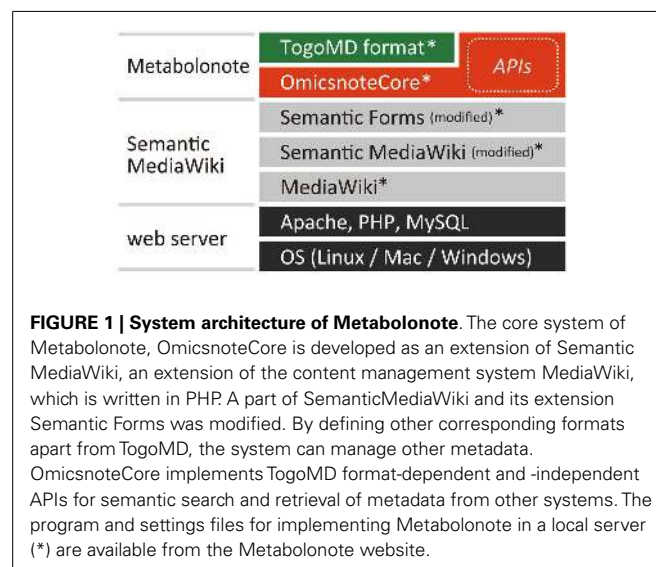 Metabolonote
TogoMD format*
OmicsnoteCore*
APIs
Semantic
MediaWiki
Semantic Forms (modified)*
Semantic MediaWiki (modified)*
MediaWiki*
web server
Apache, PHP, MySQL
OS (Linux / Mac / Windows)
FIGURE 1 | System architecture of Metabolonote. The core system of
Metabolonote, OmicsnoteCore is developed as an extension of Semantic
MediaWiki, an extension of the content management system MediaWiki,
which is written in PHP. A part of SemanticMediaWiki and its extension
Semantic Forms was modified. By defining other corresponding formats
apart from TogoMD, the system can manage other metadata.
OmicsnoteCore implements TogoMD format-dependent and -independent
APIs for semantic search and retrieval of metadata from other systems. The
program and settings files for implementing Metabolonote in a local server
(*) are available from the Metabolonote website.